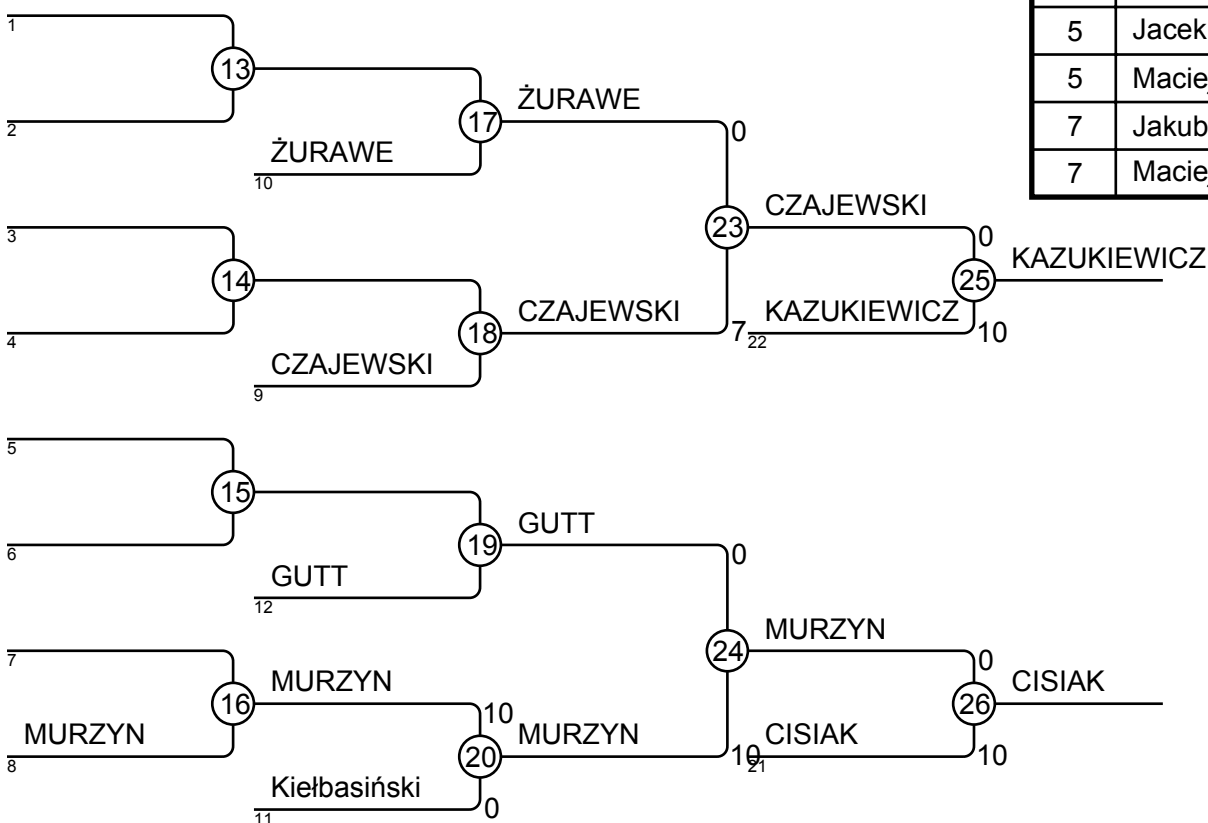 1
13
2
ŻURAWE
10
17
ŻURAWE
0
3
14
4
CZAJEWSKI
9
18
CZAJEWSKI
7
23
CZAJEWSKI
0
KAZUKIEWICZ
22
10
25
KAZUKIEWICZ
5
15
6
GUTT
12
19
GUTT
0
7
MURZYN
8
16
MURZYN
10
Kiełbasiński
11
0
20
MURZYN
10
24
MURZYN
0
CISIAK
21
10
26
CISIAK
5 Jacek
5 Maciej
7 Jakub
7 Maciej